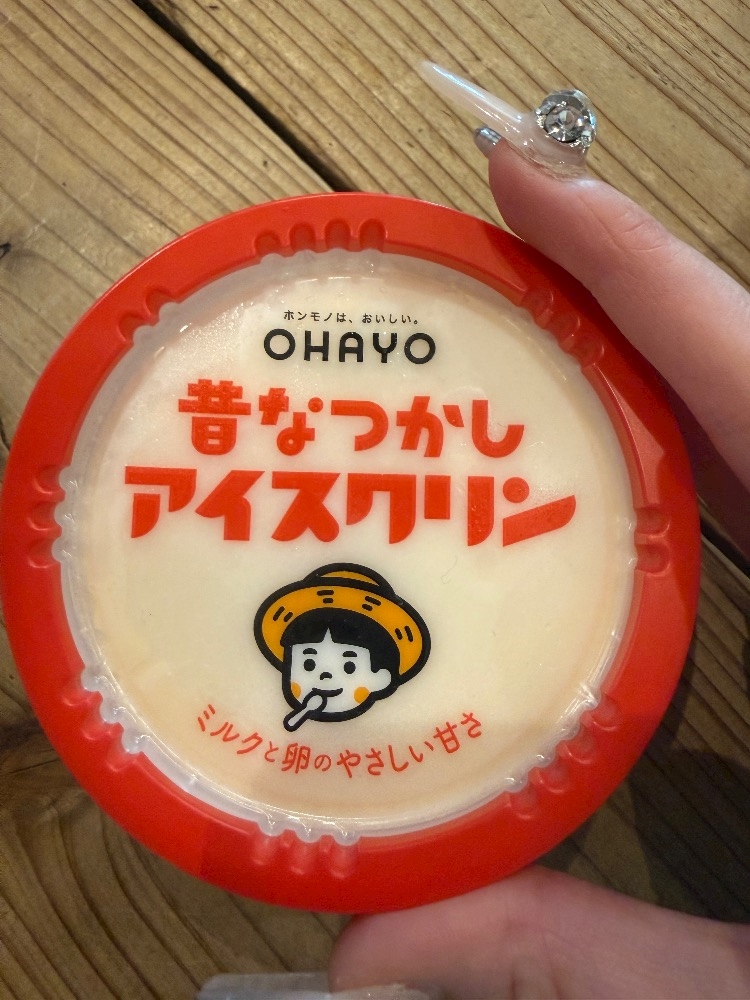 ホンモノは、おいしい。
OHAYO
昔なつかし
アイスクリン
ミルクと卵のやさしい甘さ